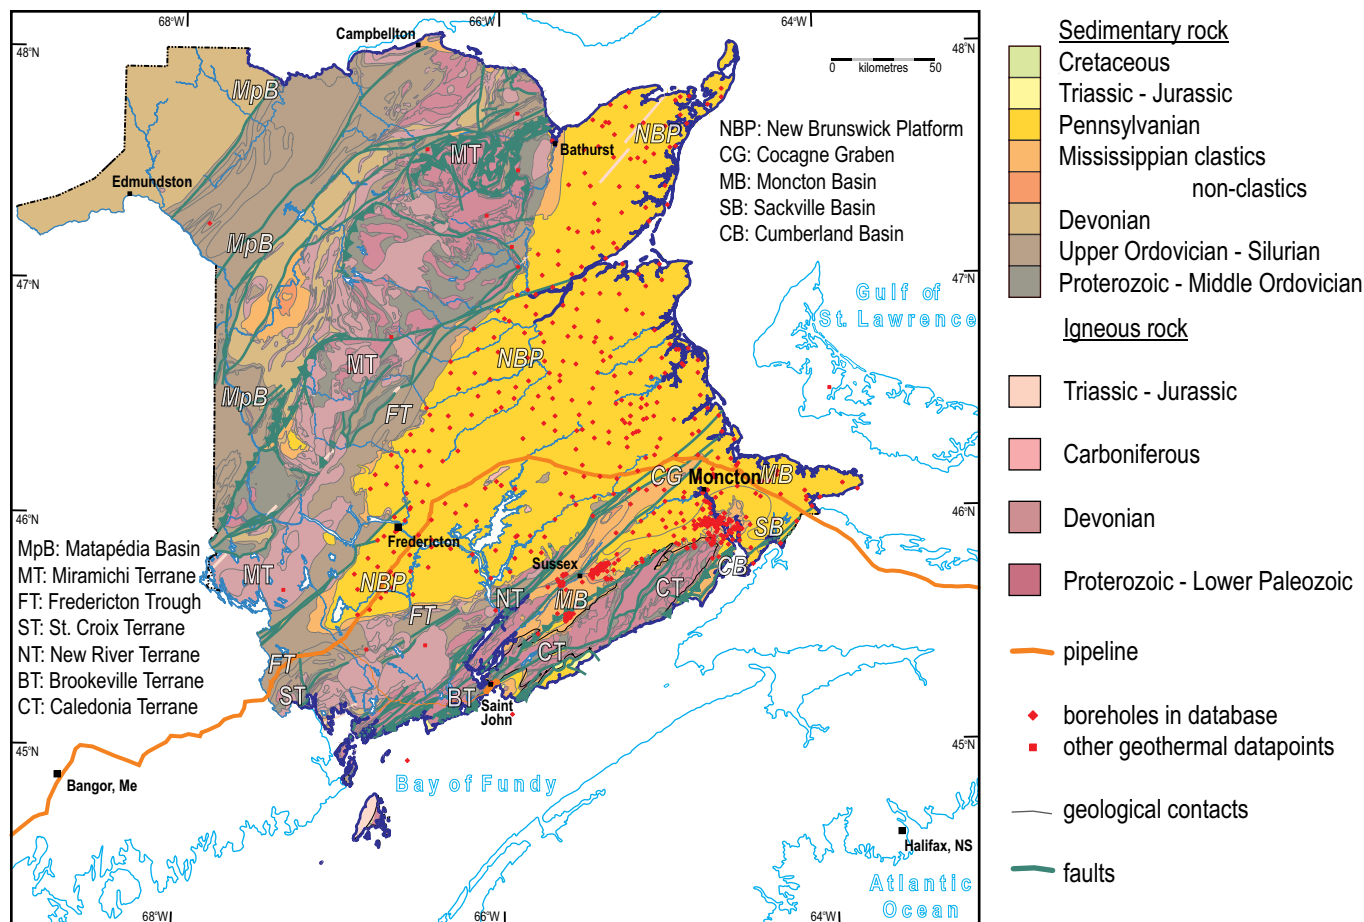 68°W
66°W
64°W
48°N
48°N
Campbellton
0 kilometres 50
MpB
NBP
NBP: New Brunswick Platform
CG: Cocagne Graben
MB: Moncton Basin
SB: Sackville Basin
CB: Cumberland Basin
MT
Bathurst
Edmundston
MpB
47°N
47°N
Gulf of
St. Lawrence
NBP
MT
MpB
FT
CG
Moncton
MB
46°N
46°N
SB
Fredericton
MpB: Matapédia Basin
MT: Miramichi Terrane
FT: Fredericton Trough
ST: St. Croix Terrane
NT: New River Terrane
BT: Brookeville Terrane
CT: Caledonia Terrane
MT
NBP
Sussex
CB
NT
MB
CT
FT
CT
FT
ST
BT
Saint
John
45°N
45°N
Bangor, Me
Bay of Fundy
Halifax, NS
Atlantic
Ocean
68°W
66°W
64°W
Sedimentary rock
Cretaceous
Triassic - Jurassic
Pennsylvanian
Mississippian clastics
non-clastics
Devonian
Upper Ordovician - Silurian
Proterozoic - Middle Ordovician
Igneous rock
Triassic - Jurassic
Carboniferous
Devonian
Proterozoic - Lower Paleozoic
pipeline
boreholes in database
other geothermal datapoints
geological contacts
faults